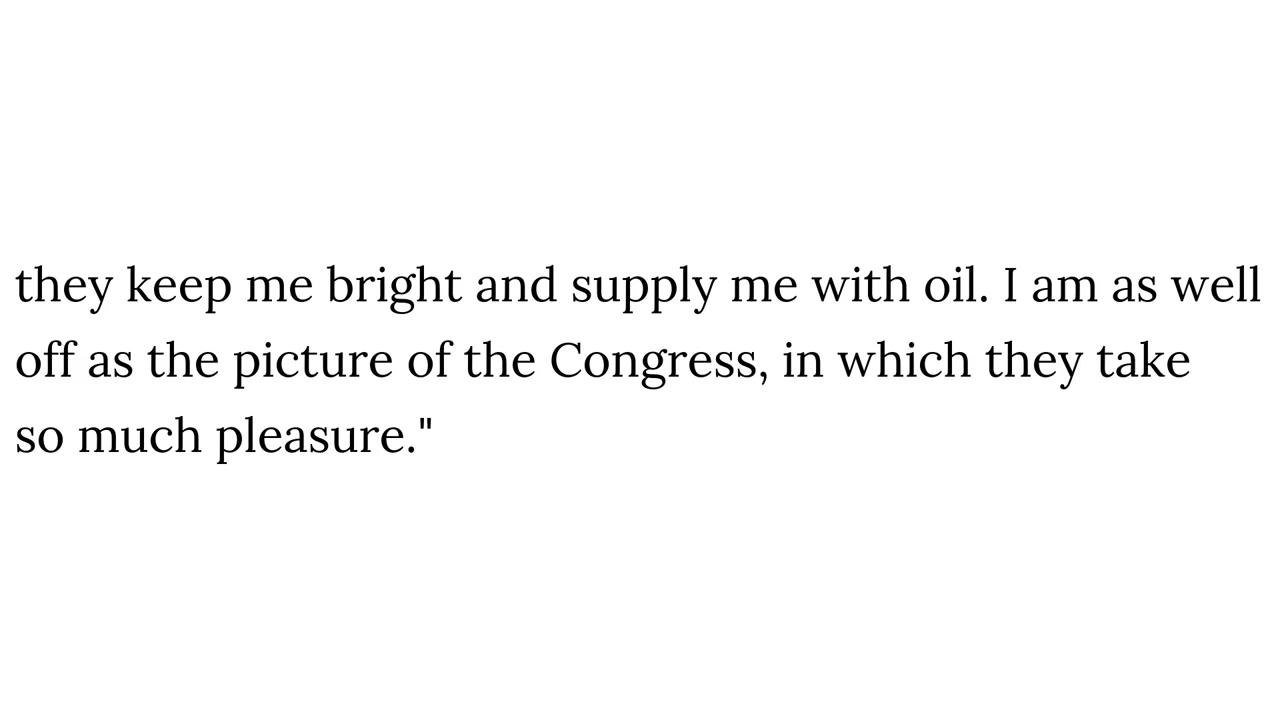 they keep me bright and supply me with oil. I am as well
off as the picture of the Congress, in which they take
so much pleasure."